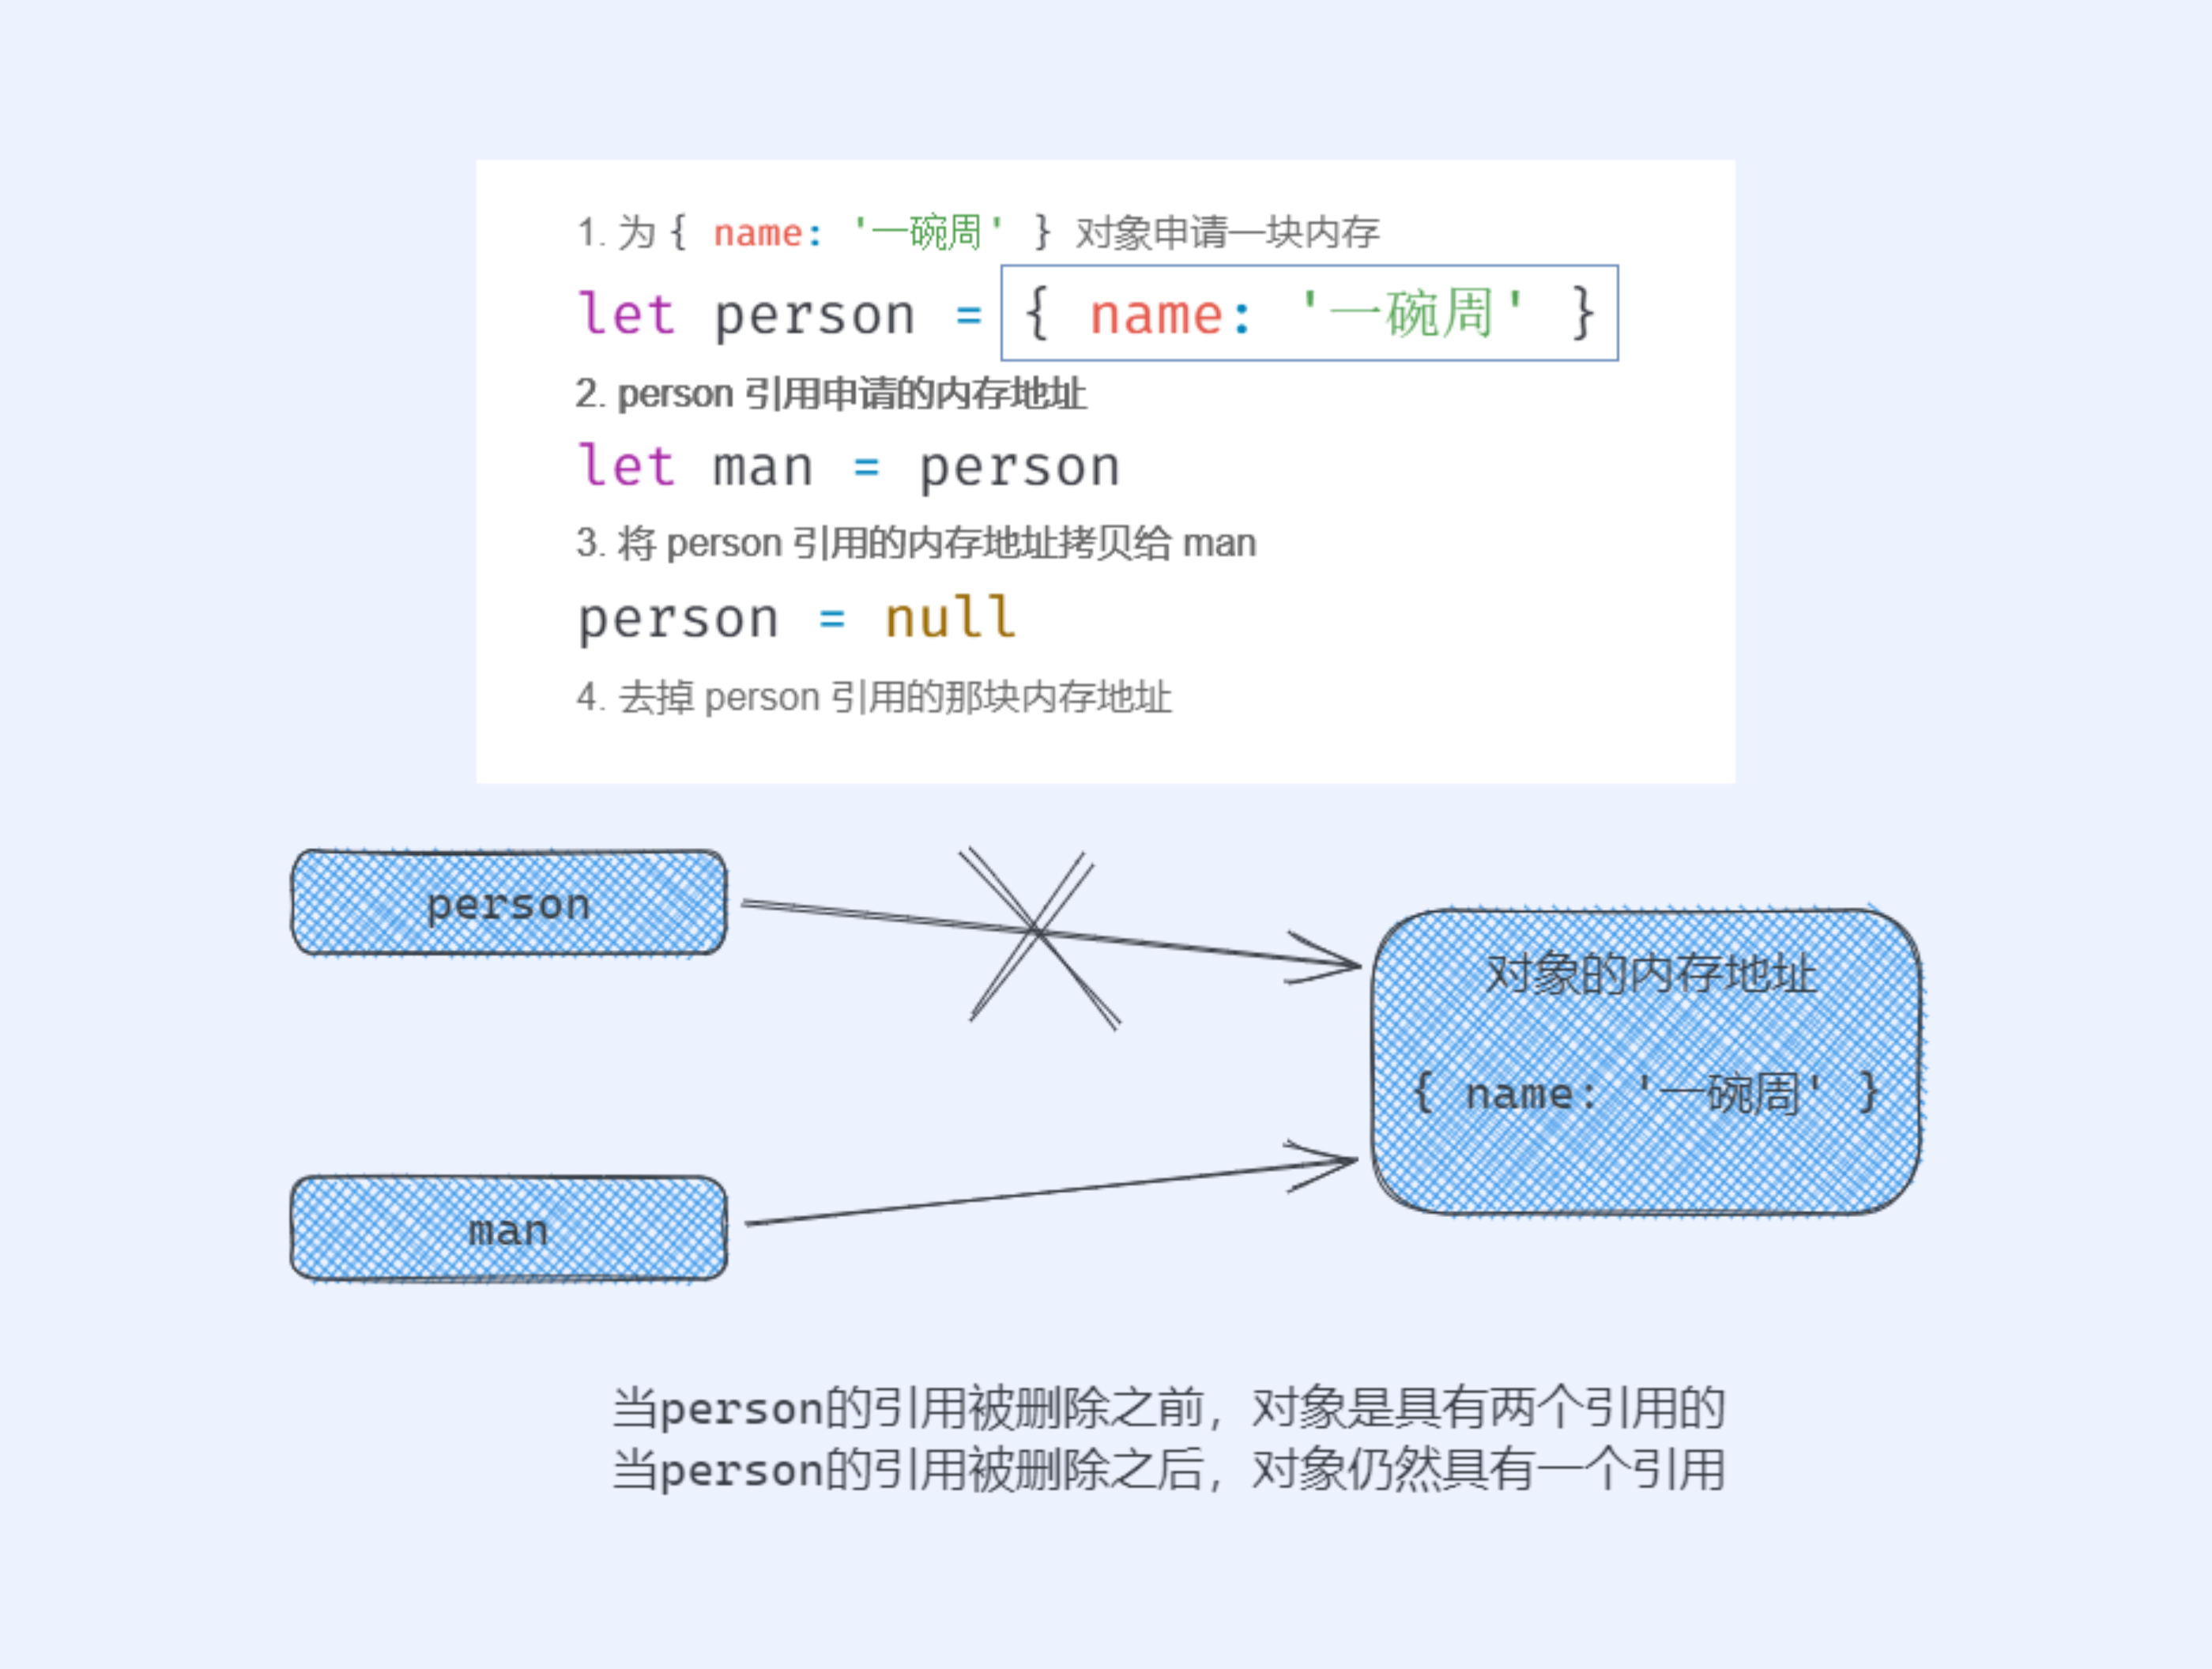 1. 为 { name: '一碗周' } 对象申请一块内存
let person = { name: '一碗周' }
2. person 引用申请的内存地址
let man = person
3. 将 person 引用的内存地址拷贝给 man
person = null
4. 去掉 person 引用的那块内存地址
person
对象的内存地址
{ name: '一碗周' }
man
当person的引用被删除之前，对象是具有两个引用的
当person的引用被删除之后，对象仍然具有一个引用